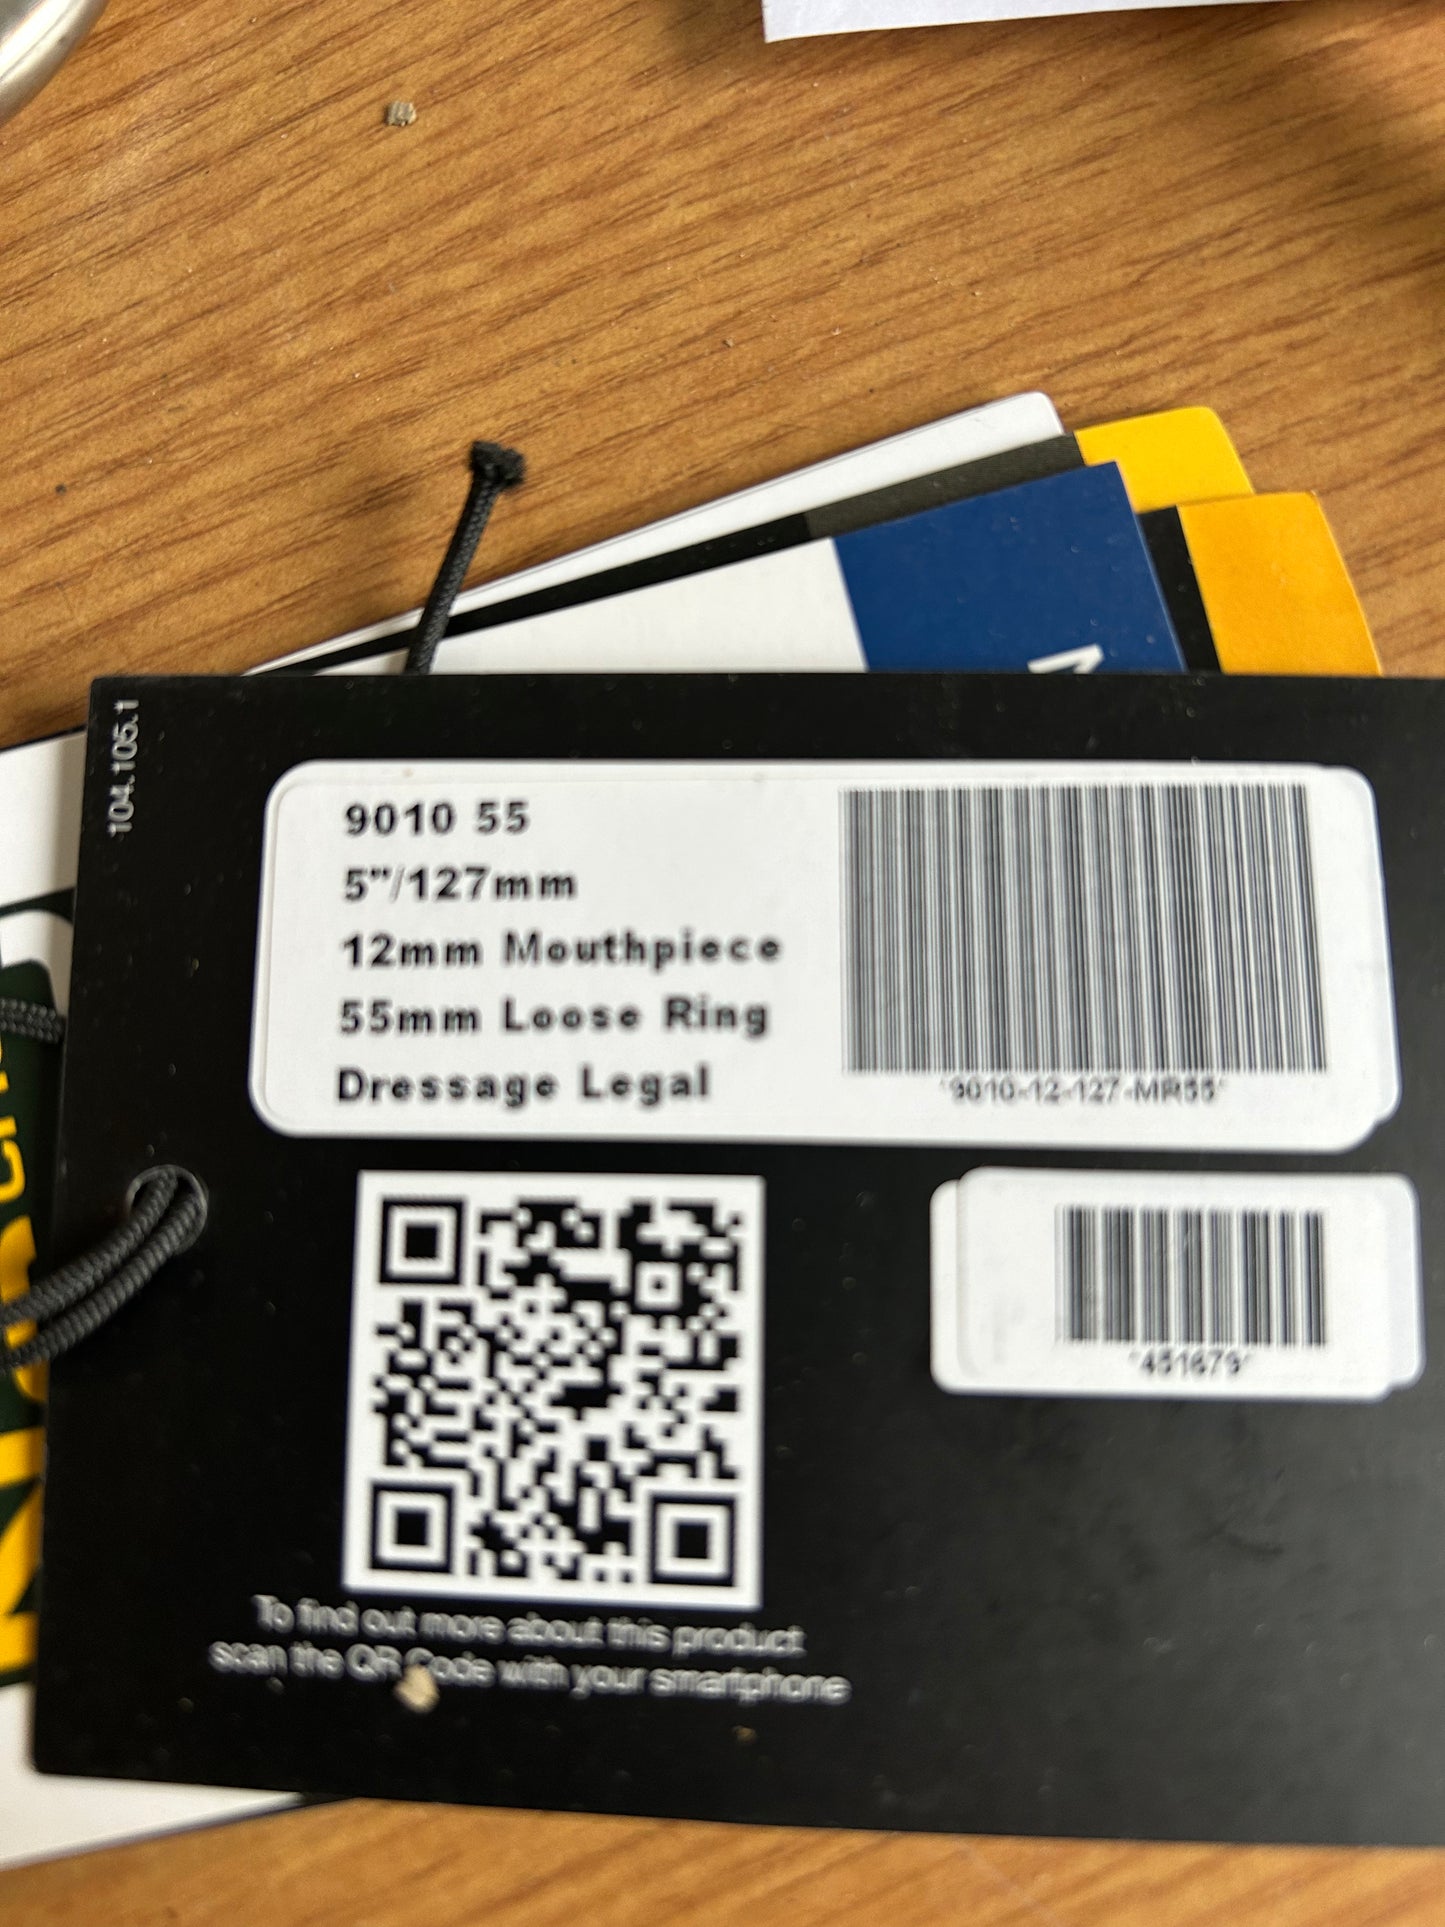 104.105.1
9010 55
5"/127mm
12mm Mouthpiece
55mm Loose Ring
Dressage Legal
*9010-12-127-MR55*
*451679*
To find out more about this product
scan the QR Code with your smartphone